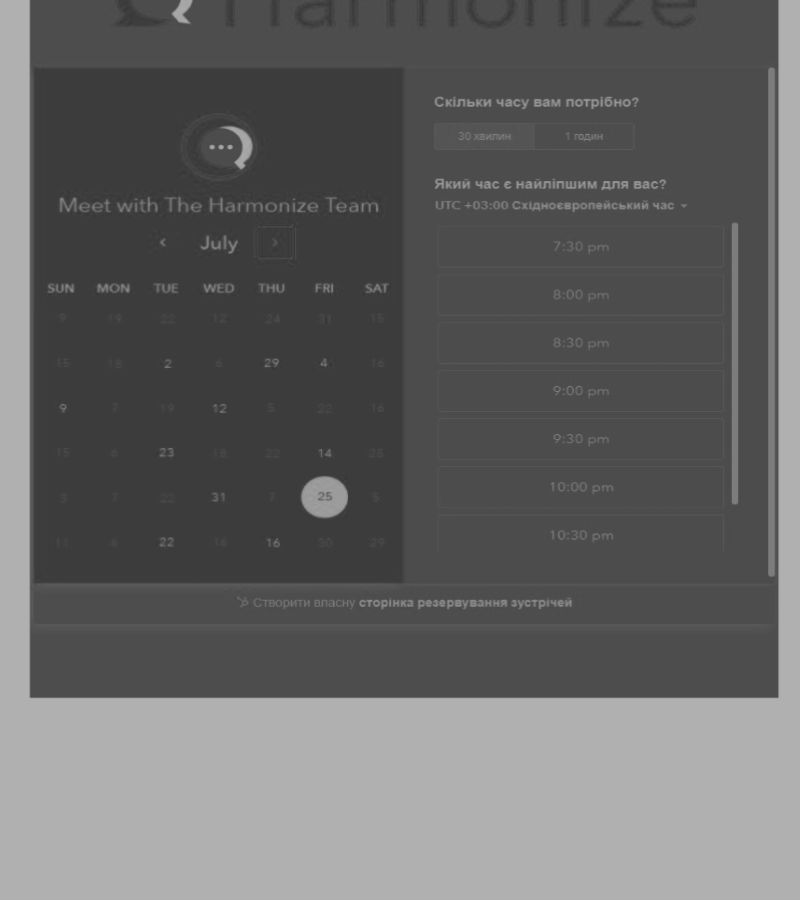 Harmonize
Meet with The Harmonize Team
July
SUN MON TUE WED THU FRI SAT
9 19 22 12 24 31 15
15 18 2 6 29 4 16
9 7 19 12 5 22 16
15 6 23 18 22 14 25
3 7 22 31 7 25 5
11 6 22 16 16 30 29
Скільки часу вам потрібно?
30 хвилин 1 годин
Який час є найліпшим для вас?
UTC +03:00 Східноєвропейський час
7:30 pm
8:00 pm
8:30 pm
9:00 pm
9:30 pm
10:00 pm
10:30 pm
Створити власну сторінка резервування зустрічей